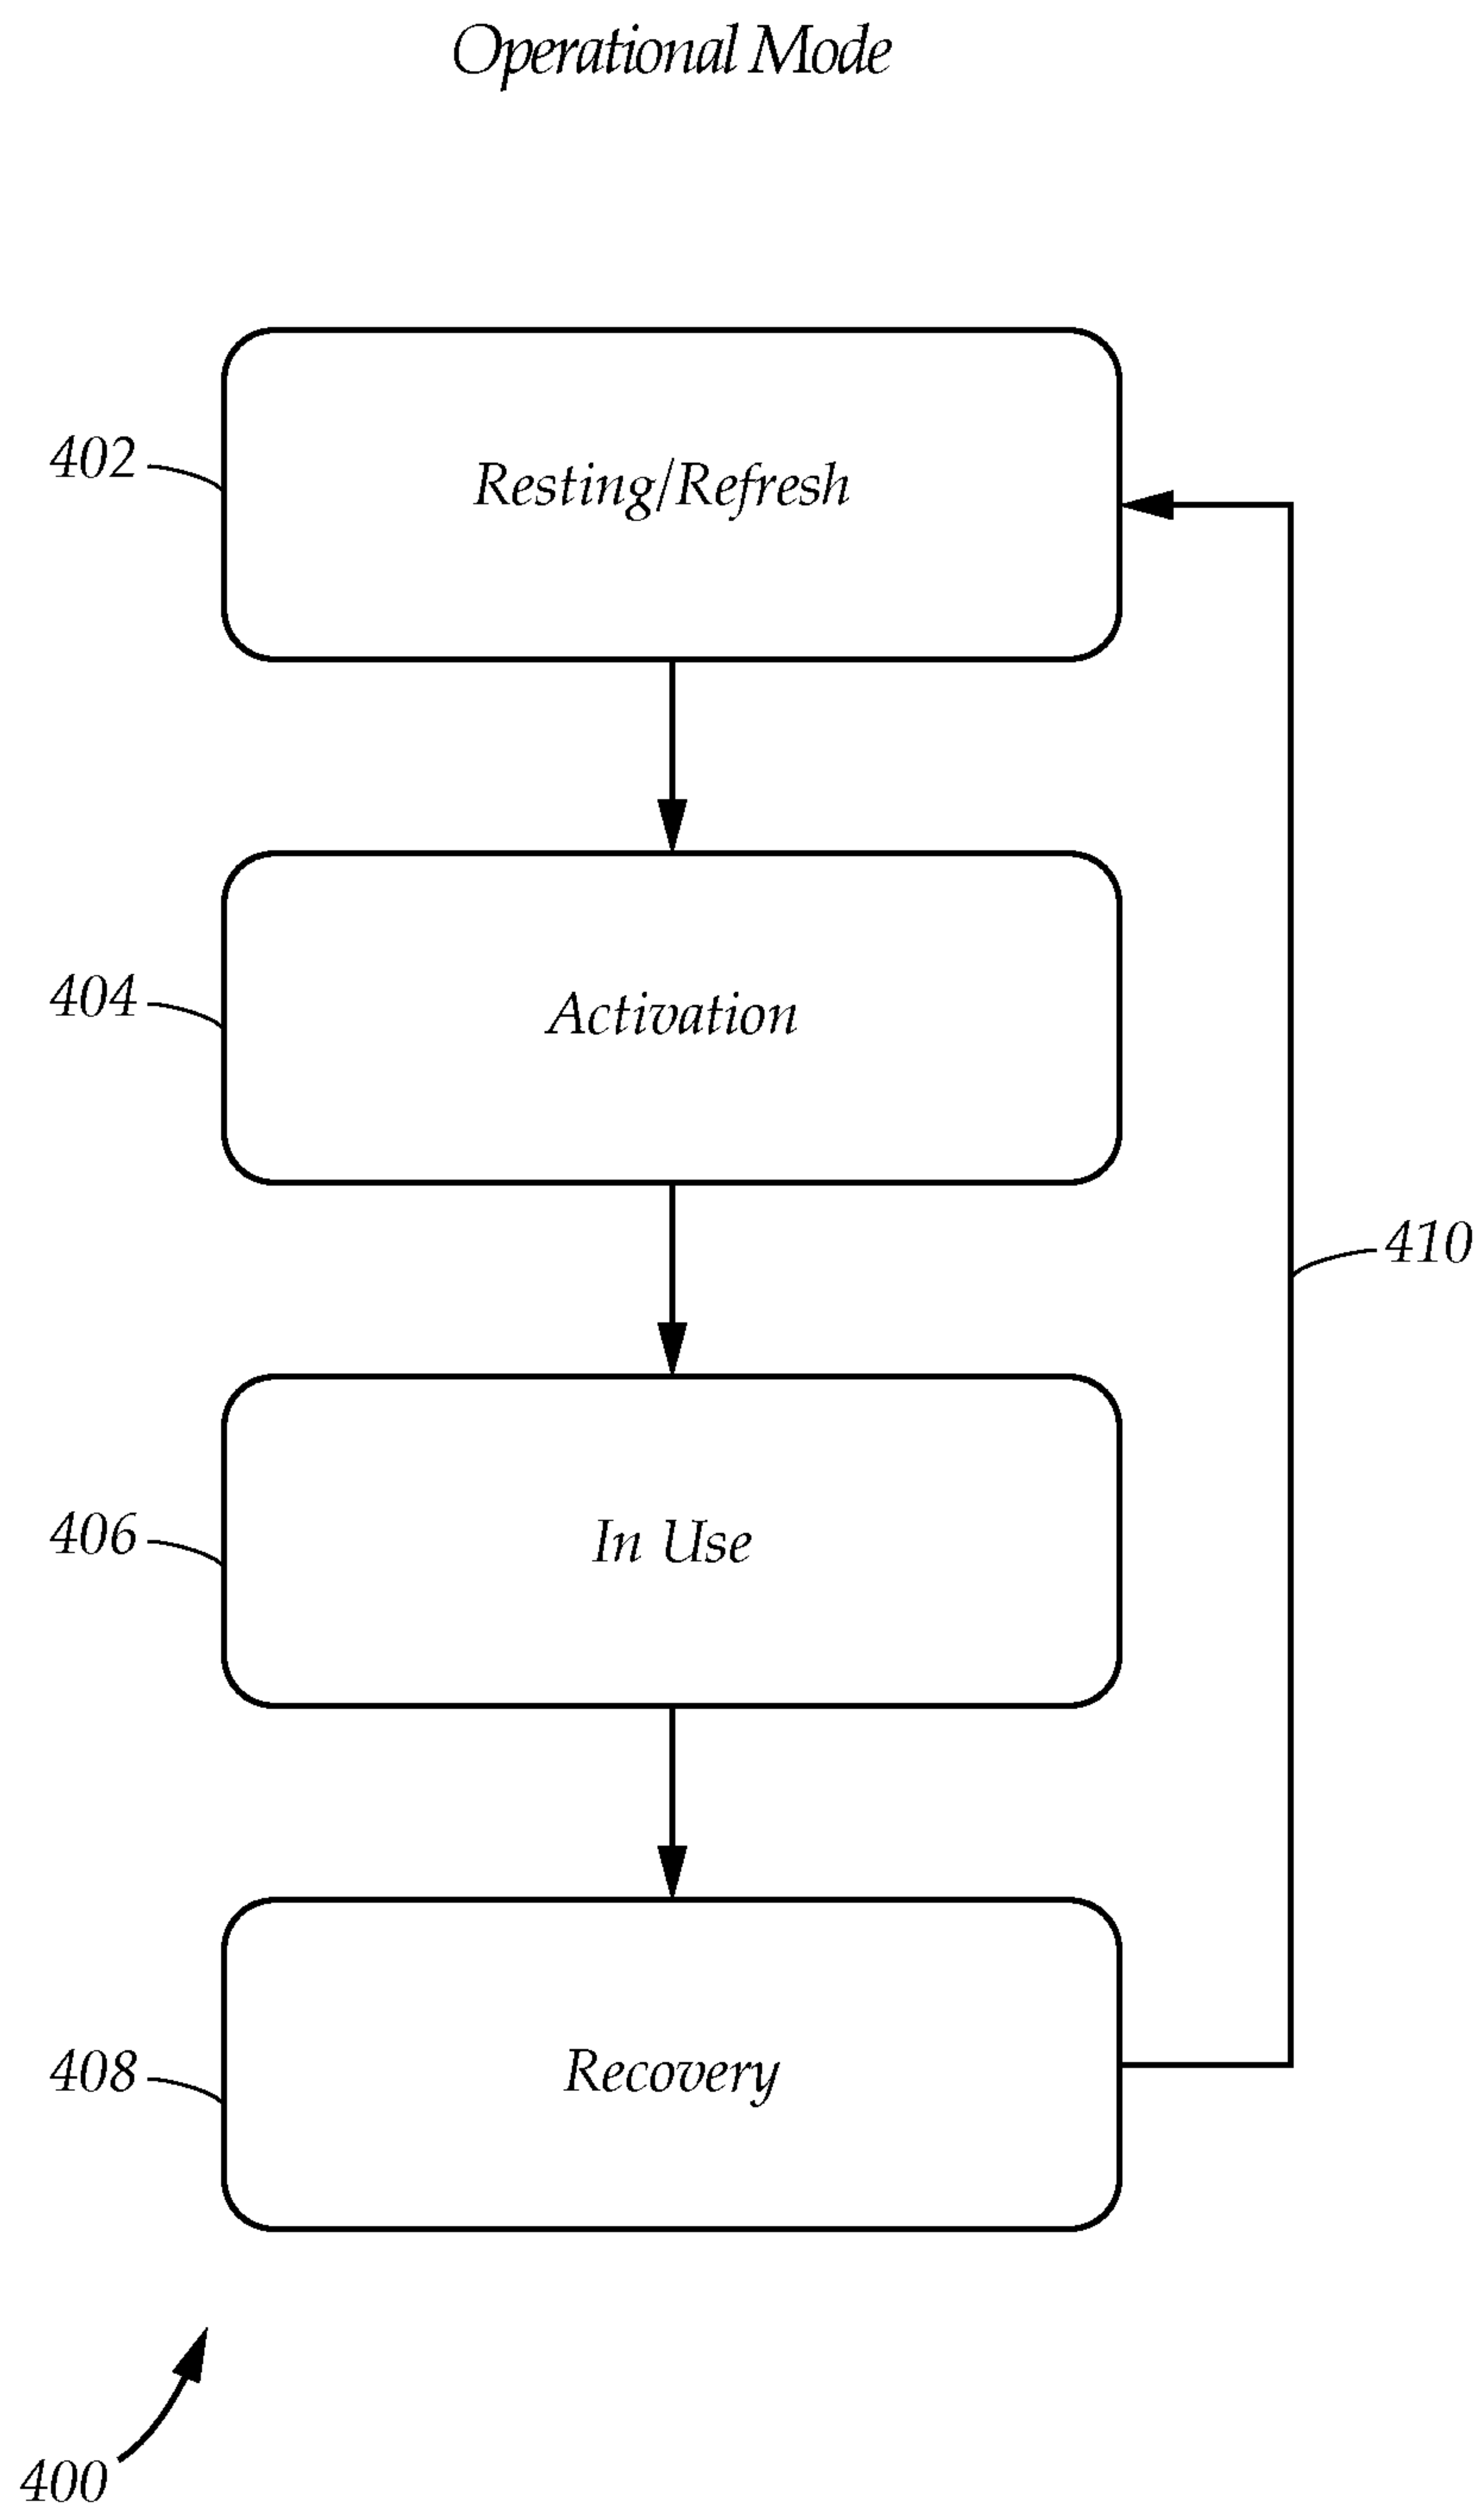 Operational Mode
402
Resting/Refresh
404
Activation
410
406
In Use
408
Recovery
400